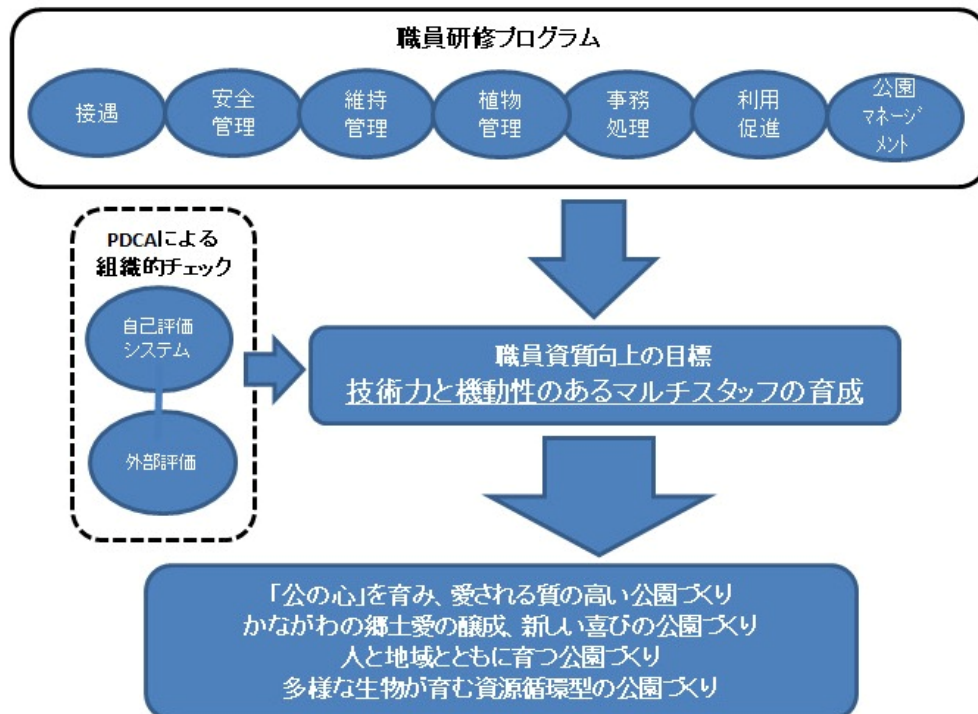 職員研修プログラム
接遇
安全
管理
維持
管理
植物
管理
事務
処理
利用
促進
公園
マネージ
メント
PDCAによる
組織的チェック
自己評価
システム
外部評価
職員資質向上の目標
技術力と機動性のあるマルチスタッフの育成
「公の心」を育み、愛される質の高い公園づくり
かながわの郷土愛の醸成、新しい喜びの公園づくり
人と地域とともに育つ公園づくり
多様な生物が育む資源循環型の公園づくり